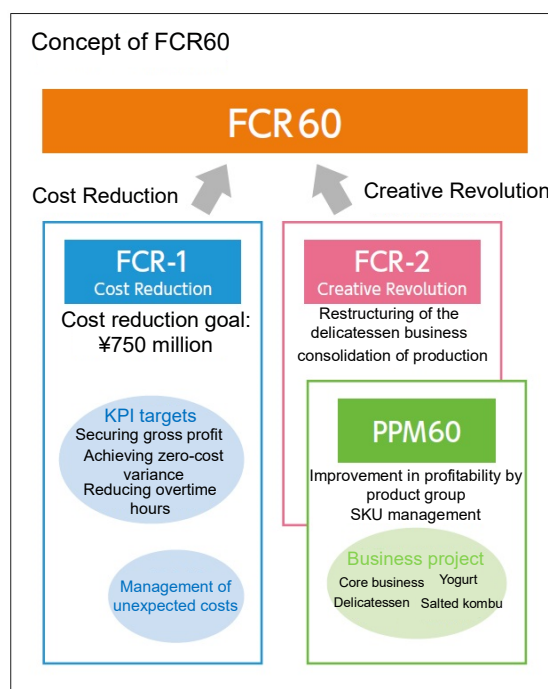 Concept of FCR60
FCR60
Cost Reduction
Creative Revolution
FCR-1
Cost Reduction
Cost reduction goal:
¥750 million
KPI targets
Securing gross profit
Achieving zero-cost
variance
Reducing overtime
hours
Management of
unexpected costs
FCR-2
Creative Revolution
Restructuring of the
delicatessen business
consolidation of production
PPM60
Improvement in profitability by
product group
SKU management
Business project
Core business
Yogurt
Delicatessen
Salted kombu